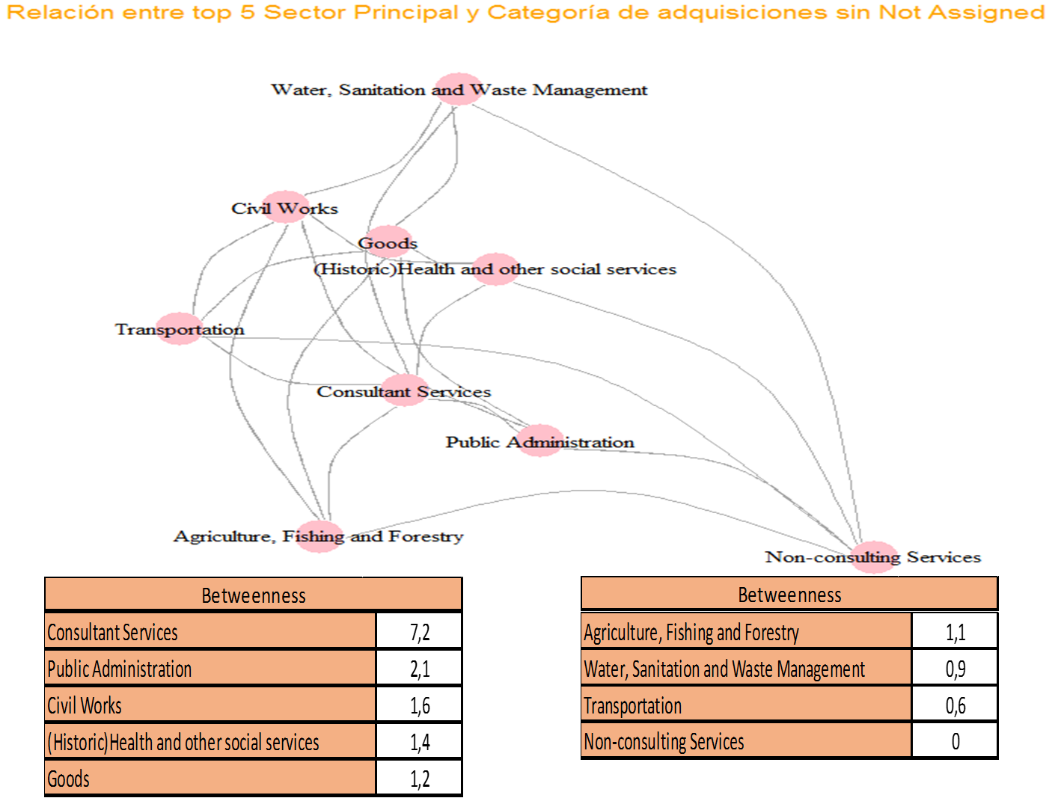 Relación entre top 5 Sector Principal y Categoría de adquisiciones sin Not Assigned
Water, Sanitation and Waste Management
Civil Works
Goods
(Historic)Health and other social services
Transportation
Consultant Services
Public Administration
Agriculture, Fishing and Forestry
Non-consulting Services
Betweenness
Consultant Services 7,2
Public Administration 2,1
Civil Works 1,6
(Historic)Health and other social services 1,4
Goods 1,2
Betweenness
Agriculture, Fishing and Forestry 1,1
Water, Sanitation and Waste Management 0,9
Transportation 0,6
Non-consulting Services 0